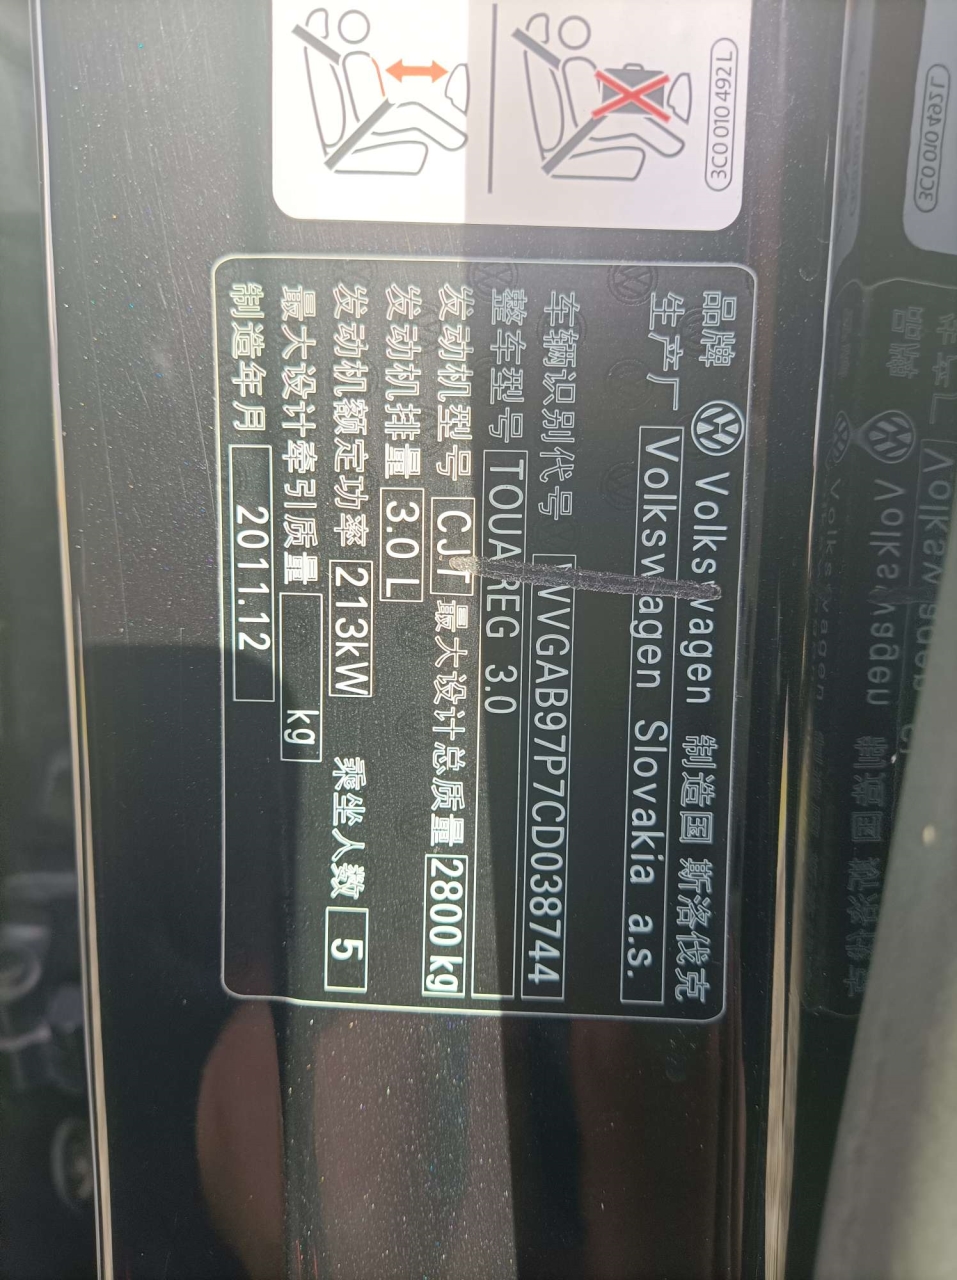 3C0 010 492 L
品牌 Volkswagen 制造国 斯洛伐克
生产厂 Volkswagen Slovakia a.s.
车辆识别代号 WVGAB97P7CD038744
整车型号 TOUAREG 3.0
发动机型号 CJT 最大设计总质量 2800 kg
发动机排量 3.0 L
发动机额定功率 213kW 乘坐人数 5
最大设计牵引质量 kg
制造年月 2011.12